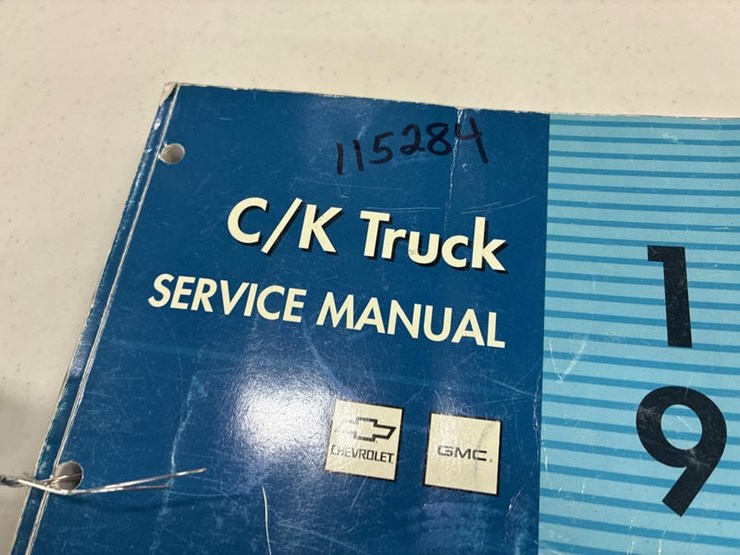 115284
C/K Truck
SERVICE MANUAL
CHEVROLET
GMC
1
9